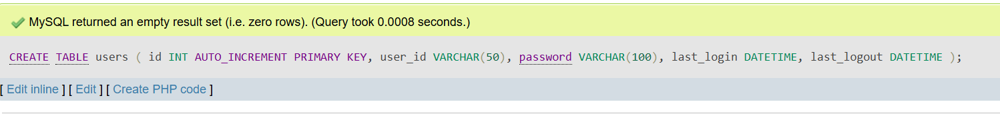 MySQL returned an empty result set (i.e. zero rows). (Query took 0.0008 seconds.)
CREATE TABLE users ( id INT AUTO_INCREMENT PRIMARY KEY, user_id VARCHAR(50), password VARCHAR(100), last_login DATETIME, last_logout DATETIME );
[ Edit inline ] [ Edit ] [ Create PHP code ]